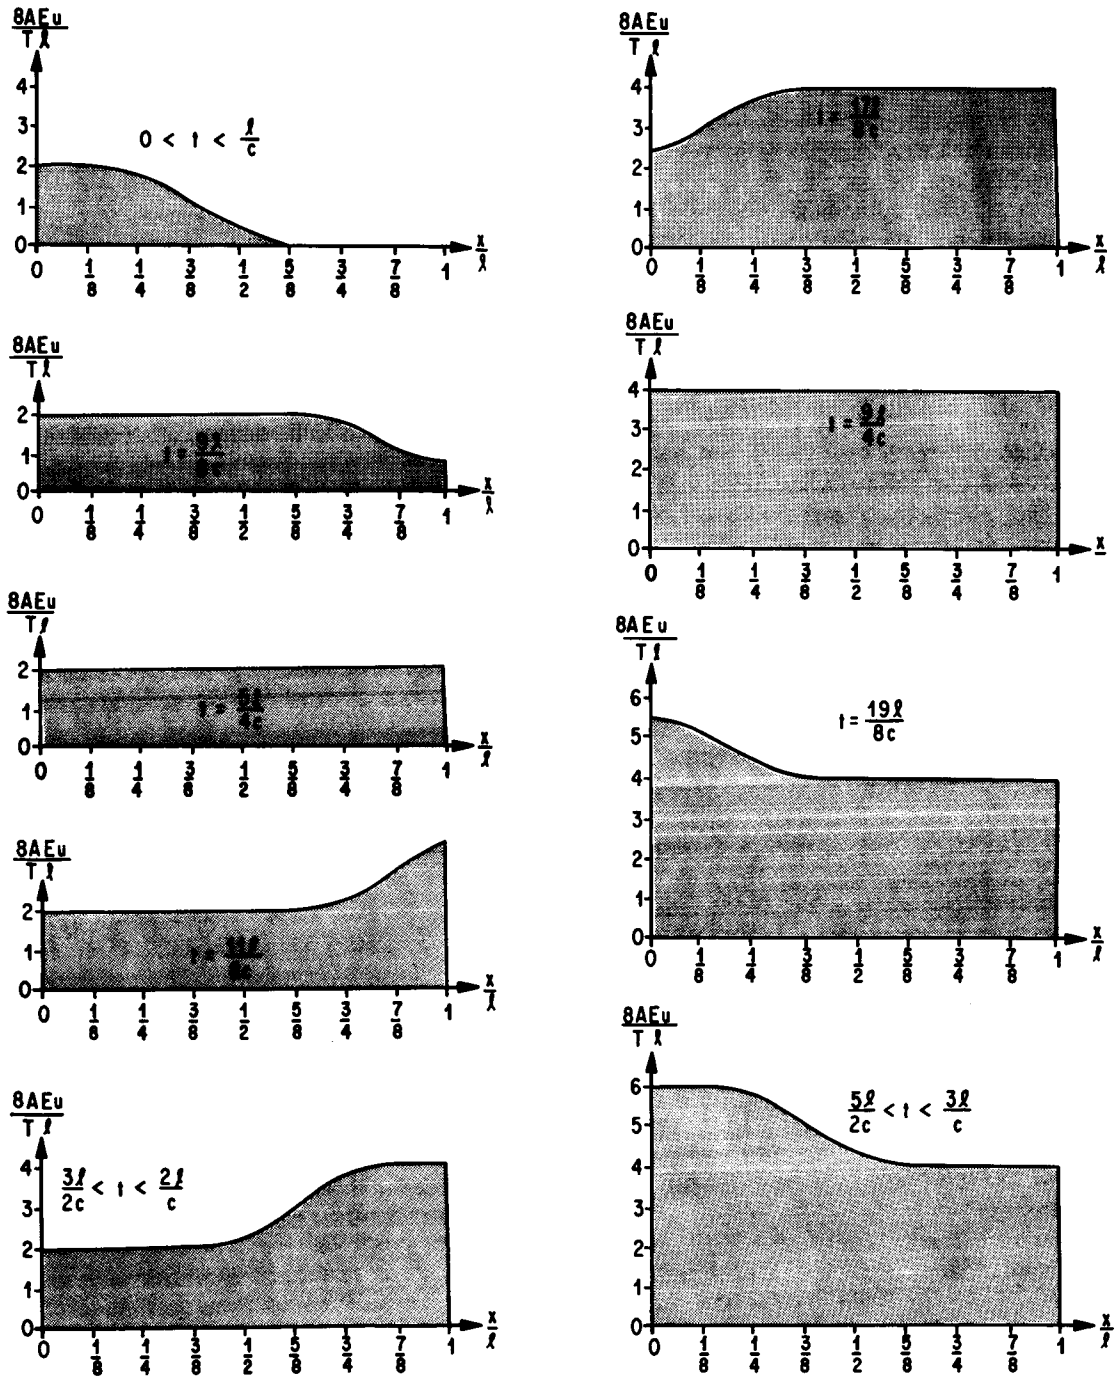 8AEu/Tℓ
4
3
0 < t < ℓ/c
2
1
0
0 1/8 1/4 3/8 1/2 5/8 3/4 7/8 1 x/ℓ
8AEu/Tℓ
2
t = 9ℓ/8c
1
0
0 1/8 1/4 3/8 1/2 5/8 3/4 7/8 1 x/ℓ
8AEu/Tℓ
2
t = 5ℓ/4c
1
0
0 1/8 1/4 3/8 1/2 5/8 3/4 7/8 1 x/ℓ
8AEu/Tℓ
2
t = 11ℓ/8c
1
0
0 1/8 1/4 3/8 1/2 5/8 3/4 7/8 1 x/ℓ
8AEu/Tℓ
4
3ℓ/2c < t < 2ℓ/c
3
2
1
0
0 1/8 1/4 3/8 1/2 5/8 3/4 7/8 1 x/ℓ
8AEu/Tℓ
4
t = 17ℓ/8c
3
2
1
0
0 1/8 1/4 3/8 1/2 5/8 3/4 7/8 1 x/ℓ
8AEu/Tℓ
4
t = 9ℓ/4c
3
2
1
0
0 1/8 1/4 3/8 1/2 5/8 3/4 7/8 1 x
8AEu/Tℓ
6
t = 19ℓ/8c
5
4
3
2
1
0
0 1/8 1/4 3/8 1/2 5/8 3/4 7/8 1 x/ℓ
8AEu/Tℓ
6
5ℓ/2c < t < 3ℓ/c
5
4
3
2
1
0
0 1/8 1/4 3/8 1/2 5/8 3/4 7/8 1 x/ℓ